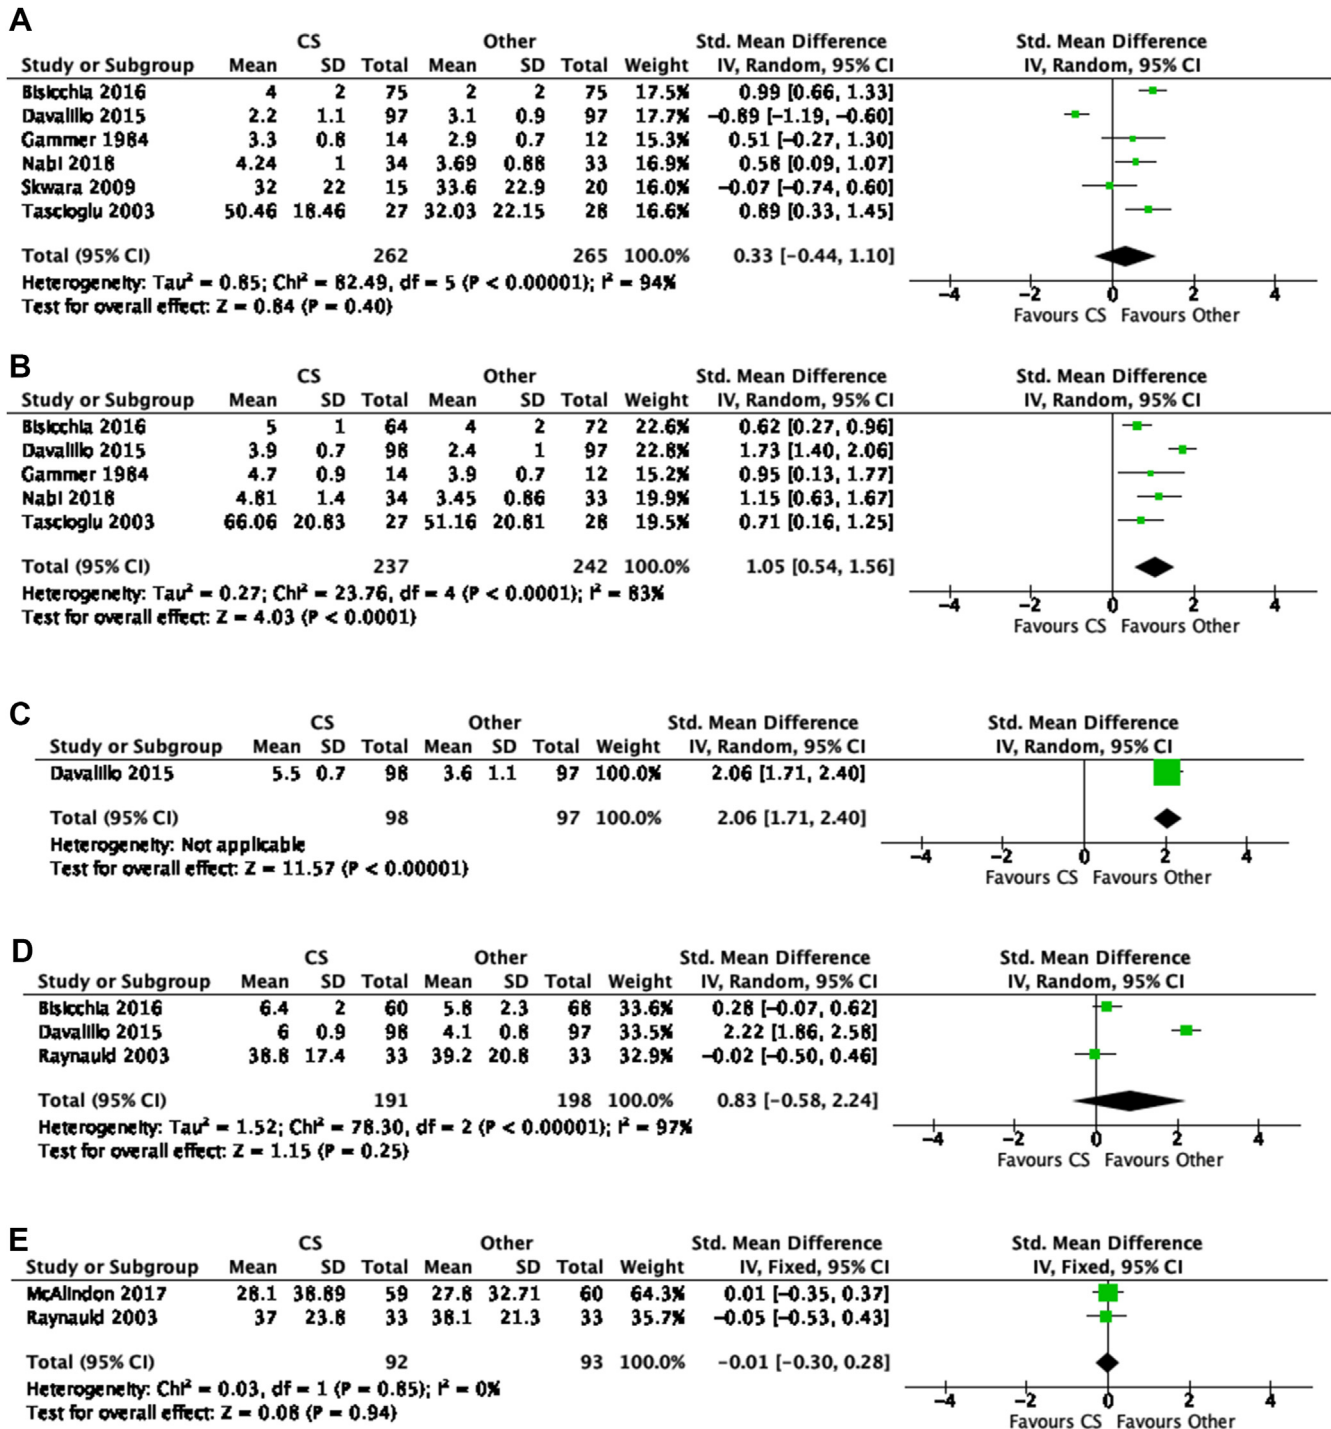 A
CS Other Std. Mean Difference Std. Mean Difference
Study or Subgroup Mean SD Total Mean SD Total Weight IV, Random, 95% CI IV, Random, 95% CI
Bisicchia 2016 4 2 75 2 2 75 17.5% 0.99 [0.66, 1.33]
Davalillo 2015 2.2 1.1 97 3.1 0.9 97 17.7% −0.89 [−1.19, −0.60]
Gammer 1984 3.3 0.8 14 2.9 0.7 12 15.3% 0.51 [−0.27, 1.30]
Nabi 2018 4.24 1 34 3.69 0.88 33 16.9% 0.58 [0.09, 1.07]
Skwara 2009 32 22 15 33.6 22.9 20 16.0% −0.07 [−0.74, 0.60]
Tascioglu 2003 50.46 18.46 27 32.03 22.15 28 16.6% 0.89 [0.33, 1.45]
Total (95% CI) 262 265 100.0% 0.33 [−0.44, 1.10]
Heterogeneity: Tau² = 0.85; Chi² = 82.49, df = 5 (P < 0.00001); I² = 94%
Test for overall effect: Z = 0.84 (P = 0.40)
−4 −2 0 2 4
Favours CS Favours Other
B
CS Other Std. Mean Difference Std. Mean Difference
Study or Subgroup Mean SD Total Mean SD Total Weight IV, Random, 95% CI IV, Random, 95% CI
Bisicchia 2016 5 1 64 4 2 72 22.6% 0.62 [0.27, 0.96]
Davalillo 2015 3.9 0.7 98 2.4 1 97 22.8% 1.73 [1.40, 2.06]
Gammer 1984 4.7 0.9 14 3.9 0.7 12 15.2% 0.95 [0.13, 1.77]
Nabi 2018 4.81 1.4 34 3.45 0.86 33 19.9% 1.15 [0.63, 1.67]
Tascioglu 2003 66.06 20.83 27 51.16 20.81 28 19.5% 0.71 [0.16, 1.25]
Total (95% CI) 237 242 100.0% 1.05 [0.54, 1.56]
Heterogeneity: Tau² = 0.27; Chi² = 23.76, df = 4 (P < 0.0001); I² = 83%
Test for overall effect: Z = 4.03 (P < 0.0001)
−4 −2 0 2 4
Favours CS Favours Other
C
CS Other Std. Mean Difference Std. Mean Difference
Study or Subgroup Mean SD Total Mean SD Total Weight IV, Random, 95% CI IV, Random, 95% CI
Davalillo 2015 5.5 0.7 98 3.6 1.1 97 100.0% 2.06 [1.71, 2.40]
Total (95% CI) 98 97 100.0% 2.06 [1.71, 2.40]
Heterogeneity: Not applicable
Test for overall effect: Z = 11.57 (P < 0.00001)
−4 −2 0 2 4
Favours CS Favours Other
D
CS Other Std. Mean Difference Std. Mean Difference
Study or Subgroup Mean SD Total Mean SD Total Weight IV, Random, 95% CI IV, Random, 95% CI
Bisicchia 2016 6.4 2 60 5.8 2.3 68 33.6% 0.28 [−0.07, 0.62]
Davalillo 2015 6 0.9 98 4.1 0.8 97 33.5% 2.22 [1.86, 2.58]
Raynauld 2003 38.8 17.4 33 39.2 20.8 33 32.9% −0.02 [−0.50, 0.46]
Total (95% CI) 191 198 100.0% 0.83 [−0.58, 2.24]
Heterogeneity: Tau² = 1.52; Chi² = 78.30, df = 2 (P < 0.00001); I² = 97%
Test for overall effect: Z = 1.15 (P = 0.25)
−4 −2 0 2 4
Favours CS Favours Other
E
CS Other Std. Mean Difference Std. Mean Difference
Study or Subgroup Mean SD Total Mean SD Total Weight IV, Fixed, 95% CI IV, Fixed, 95% CI
McAlindon 2017 28.1 38.89 59 27.8 32.71 60 64.3% 0.01 [−0.35, 0.37]
Raynauld 2003 37 23.8 33 38.1 21.3 33 35.7% −0.05 [−0.53, 0.43]
Total (95% CI) 92 93 100.0% −0.01 [−0.30, 0.28]
Heterogeneity: Chi² = 0.03, df = 1 (P = 0.85); I² = 0%
Test for overall effect: Z = 0.08 (P = 0.94)
−4 −2 0 2 4
Favours CS Favours Other